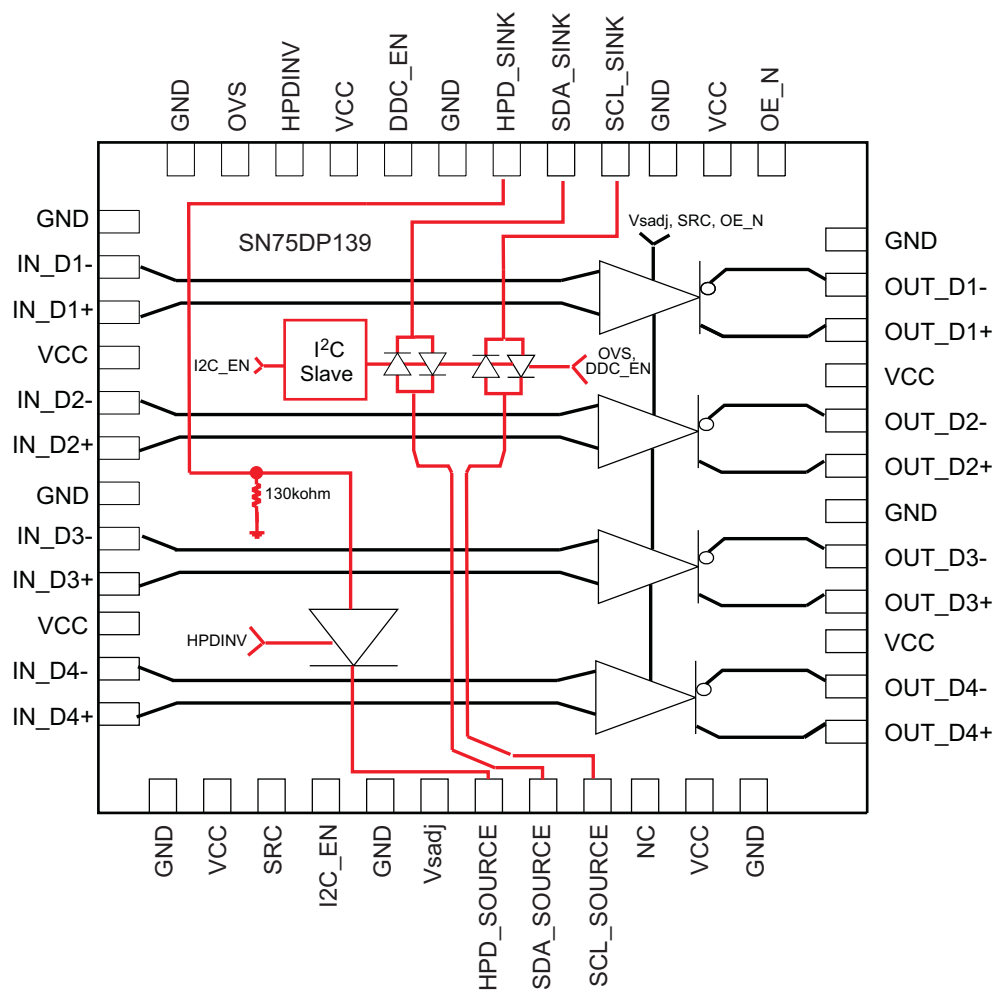 GND
OVS
HPDINV
VCC
DDC_EN
GND
HPD_SINK
SDA_SINK
SCL_SINK
GND
VCC
OE_N
SN75DP139
Vsadj, SRC, OE_N
GND
IN_D1-
IN_D1+
VCC
IN_D2-
IN_D2+
GND
IN_D3-
IN_D3+
VCC
IN_D4-
IN_D4+
I2C_EN
I²C
Slave
OVS,
DDC_EN
130kohm
HPDINV
GND
OUT_D1-
OUT_D1+
VCC
OUT_D2-
OUT_D2+
GND
OUT_D3-
OUT_D3+
VCC
OUT_D4-
OUT_D4+
GND
VCC
SRC
I2C_EN
GND
Vsadj
HPD_SOURCE
SDA_SOURCE
SCL_SOURCE
NC
VCC
GND